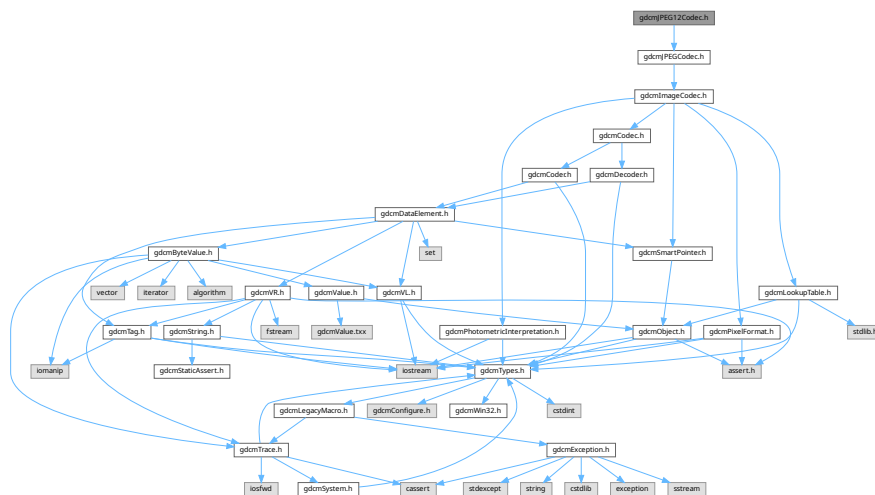 gdcmJPEG12Codec.h
gdcmJPEGCodec.h
gdcmImageCodec.h
gdcmCodec.h
gdcmCoder.h
gdcmDecoder.h
gdcmDataElement.h
gdcmByteValue.h
set
gdcmSmartPointer.h
vector
iterator
algorithm
gdcmVR.h
gdcmValue.h
gdcmVL.h
gdcmLookupTable.h
gdcmTag.h
gdcmString.h
fstream
gdcmValue.txx
gdcmPhotometricInterpretation.h
gdcmObject.h
gdcmPixelFormat.h
stdlib.h
iomanip
gdcmStaticAssert.h
iostream
gdcmTypes.h
assert.h
gdcmLegacyMacro.h
gdcmConfigure.h
gdcmWin32.h
cstdint
gdcmTrace.h
gdcmException.h
iosfwd
gdcmSystem.h
cassert
stdexcept
string
cstdlib
exception
sstream